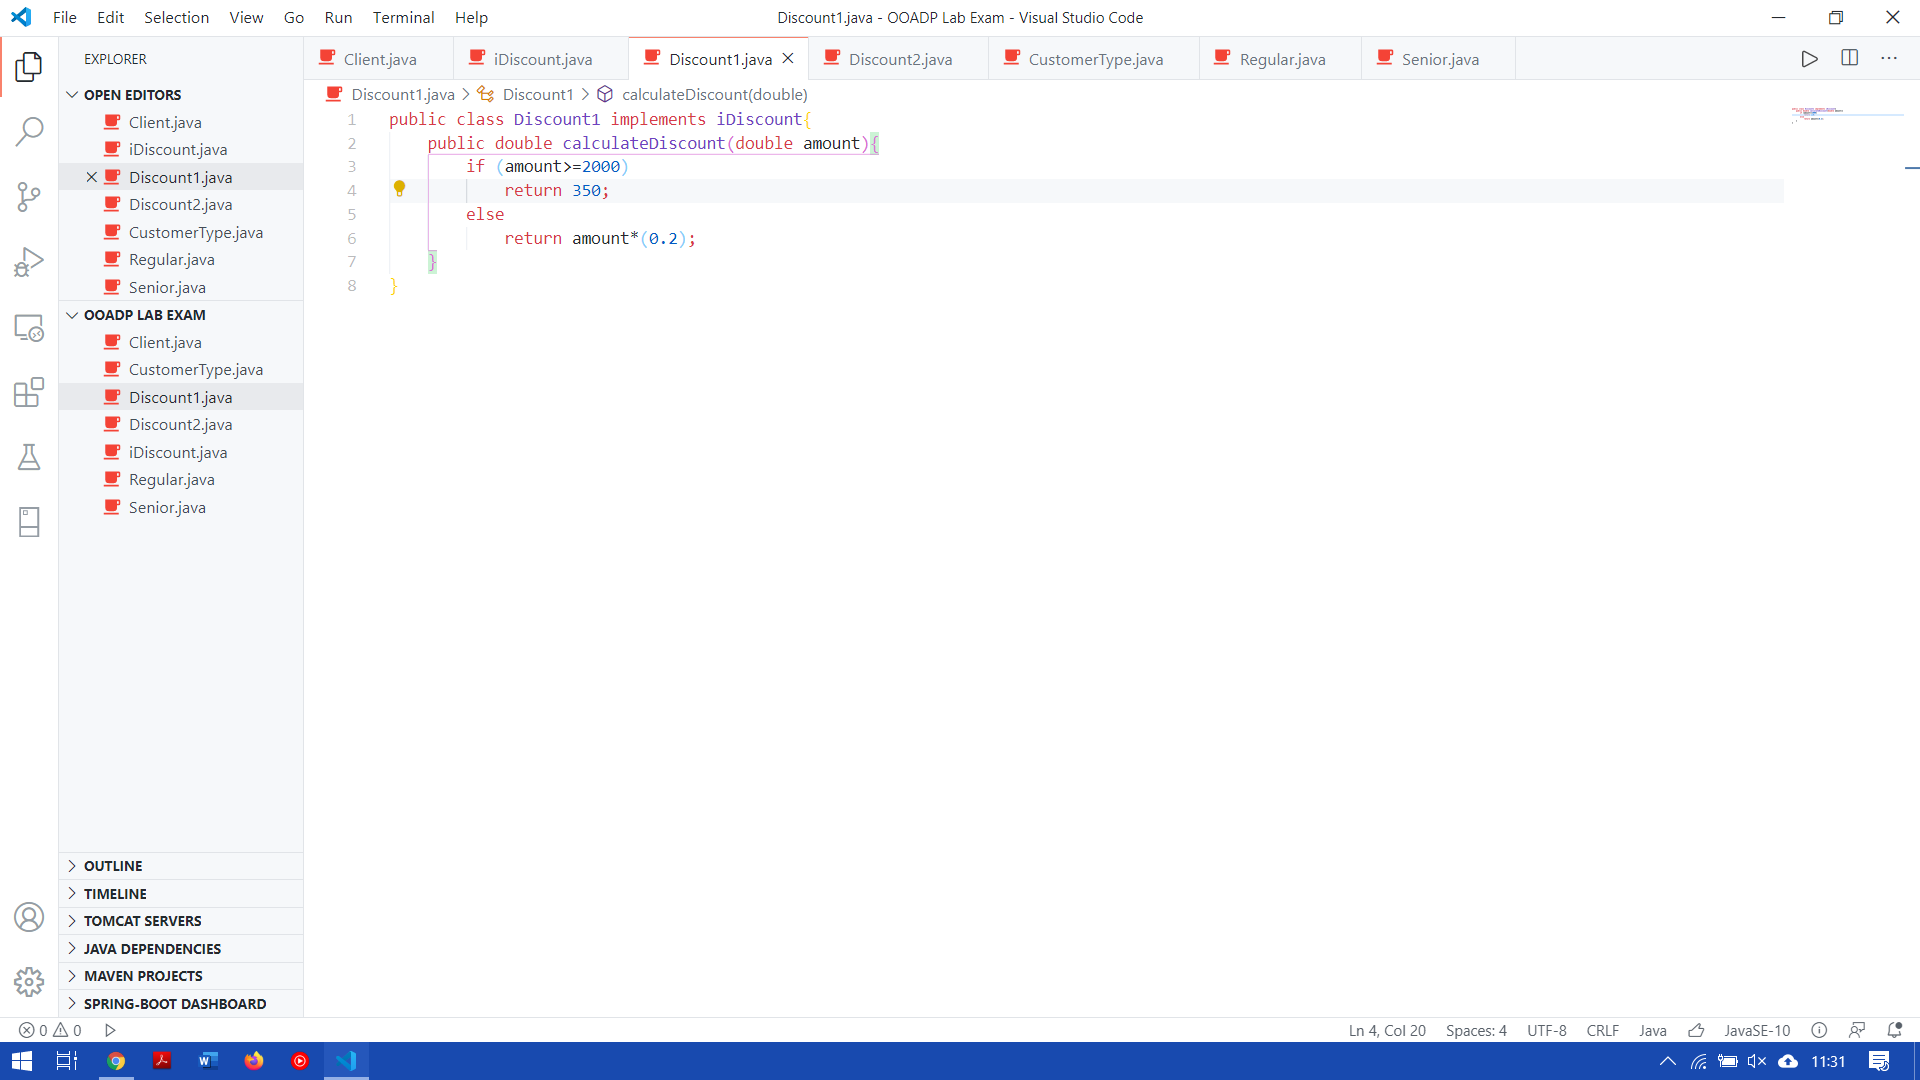 File Edit Selection View Go Run Terminal Help
Discount1.java - OOADP Lab Exam - Visual Studio Code
EXPLORER
OPEN EDITORS
Client.java
iDiscount.java
Discount1.java
Discount2.java
CustomerType.java
Regular.java
Senior.java
OOADP LAB EXAM
Client.java
CustomerType.java
Discount1.java
Discount2.java
iDiscount.java
Regular.java
Senior.java
OUTLINE
TIMELINE
TOMCAT SERVERS
JAVA DEPENDENCIES
MAVEN PROJECTS
SPRING-BOOT DASHBOARD
Client.java iDiscount.java Discount1.java Discount2.java CustomerType.java Regular.java Senior.java
Discount1.java > Discount1 > calculateDiscount(double)
1 public class Discount1 implements iDiscount{
2     public double calculateDiscount(double amount){
3         if (amount>=2000)
4             return 350;
5         else
6             return amount*(0.2);
7     }
8 }
0 0
Ln 4, Col 20 Spaces: 4 UTF-8 CRLF Java JavaSE-10
11:31